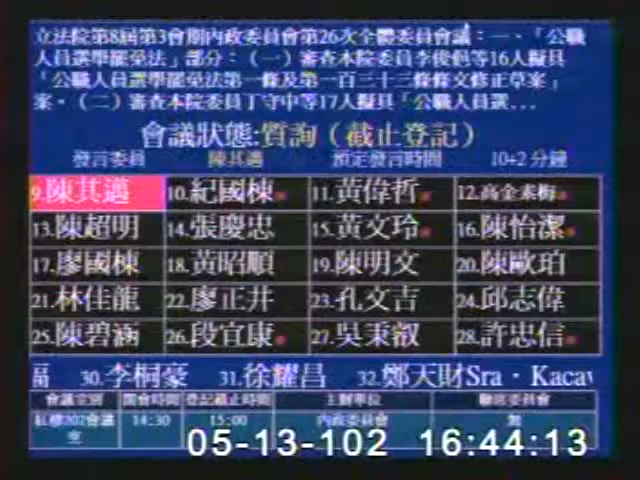 立法院第8屆第3會期內政委員會第26次全體委員會議：一、「公職
人員選舉罷免法」部分：（一）審查本院委員李俊俋等16人擬具
「公職人員選舉罷免法第一條及第一百三十三條條文修正草案」
案。（二）審查本院委員丁守中等17人擬具「公職人員選...
會議狀態:質詢（截止登記）
發言委員 陳其邁 預定發言時間 10+2 分鐘
9.陳其邁 10.紀國棟 11.黃偉哲 12.高金素梅
13.陳超明 14.張慶忠 15.黃文玲 16.陳怡潔
17.廖國棟 18.黃昭順 19.陳明文 20.陳歐珀
21.林佳龍 22.廖正井 23.孔文吉 24.邱志偉
25.陳碧涵 26.段宜康 27.吳秉叡 28.許忠信
30.李桐豪 31.徐耀昌 32.鄭天財Sra．Kacaw
會議室別 開會時間 登記截止時間 主辦單位 聯席委員會
紅樓202會議室 14:30 15:00 內政委員會 無
05-13-102 16:44:13